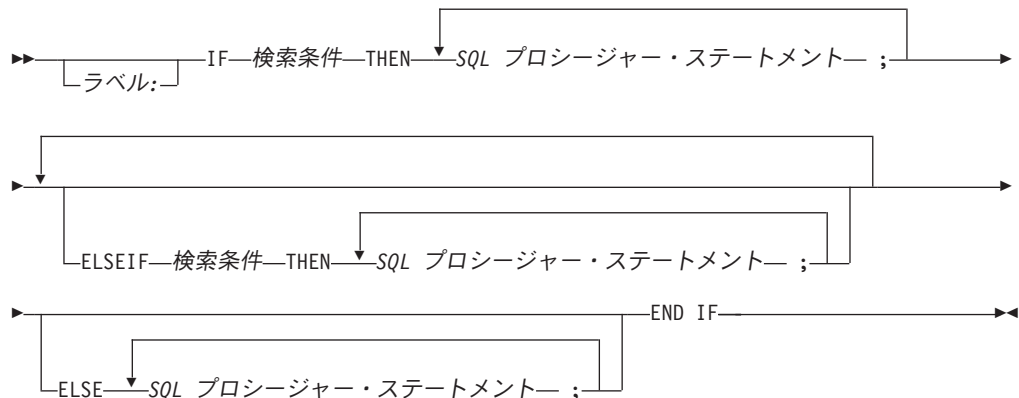 IF 検索条件 THEN SQL プロシージャー・ステートメント ;
ラベル:
ELSEIF 検索条件 THEN SQL プロシージャー・ステートメント ;
END IF
ELSE SQL プロシージャー・ステートメント ;